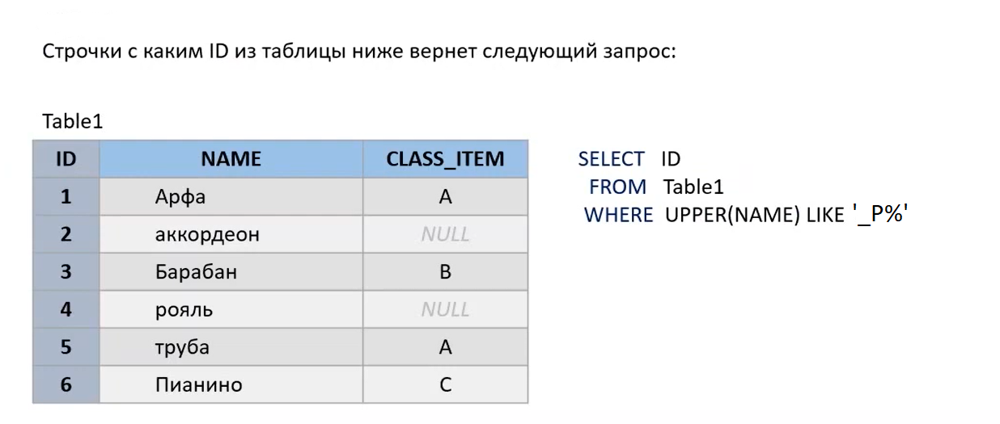 Строчки с каким ID из таблицы ниже вернет следующий запрос:
Table1
ID NAME CLASS_ITEM
1 Арфа A
2 аккордеон NULL
3 Барабан B
4 рояль NULL
5 труба A
6 Пианино C
SELECT ID
FROM Table1
WHERE UPPER(NAME) LIKE '_Р%'